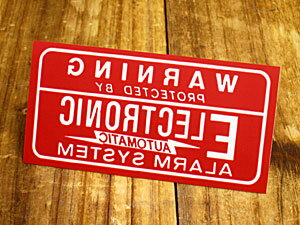 WARNING
PROTECTED BY
ELECTRONIC
AUTOMATIC
ALARM SYSTEM